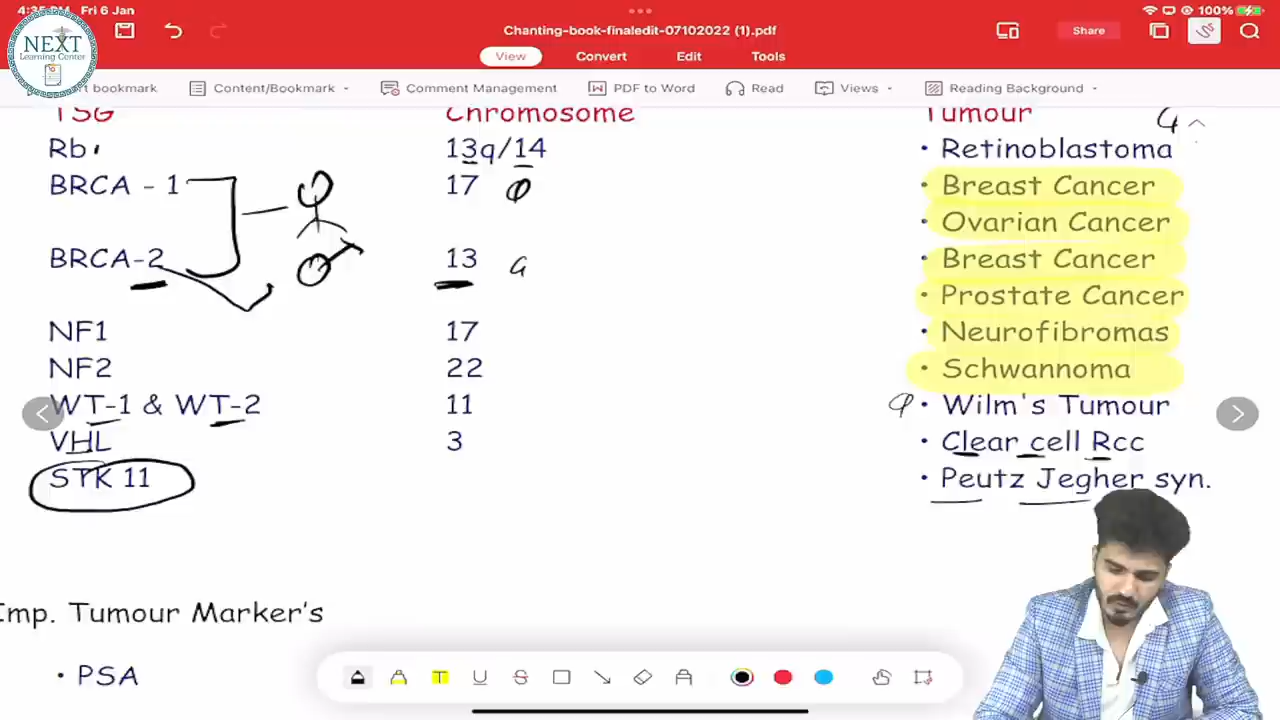 4:35 PM Fri 6 Jan
100%
NEXT
Learning Center
Chanting-book-finaledit-07102022 (1).pdf
Share
View Convert Edit Tools
bookmark Content/Bookmark Comment Management PDF to Word Read Views Reading Background
TSG Chromosome Tumour 4
Rb 13q/14 • Retinoblastoma
BRCA - 1 17 • Breast Cancer
• Ovarian Cancer
BRCA-2 13 • Breast Cancer
• Prostate Cancer
NF1 17 • Neurofibromas
NF2 22 • Schwannoma
WT-1 & WT-2 11 • Wilm's Tumour
VHL 3 • Clear cell Rcc
STK 11 • Peutz Jegher syn.
Imp. Tumour Marker's
• PSA